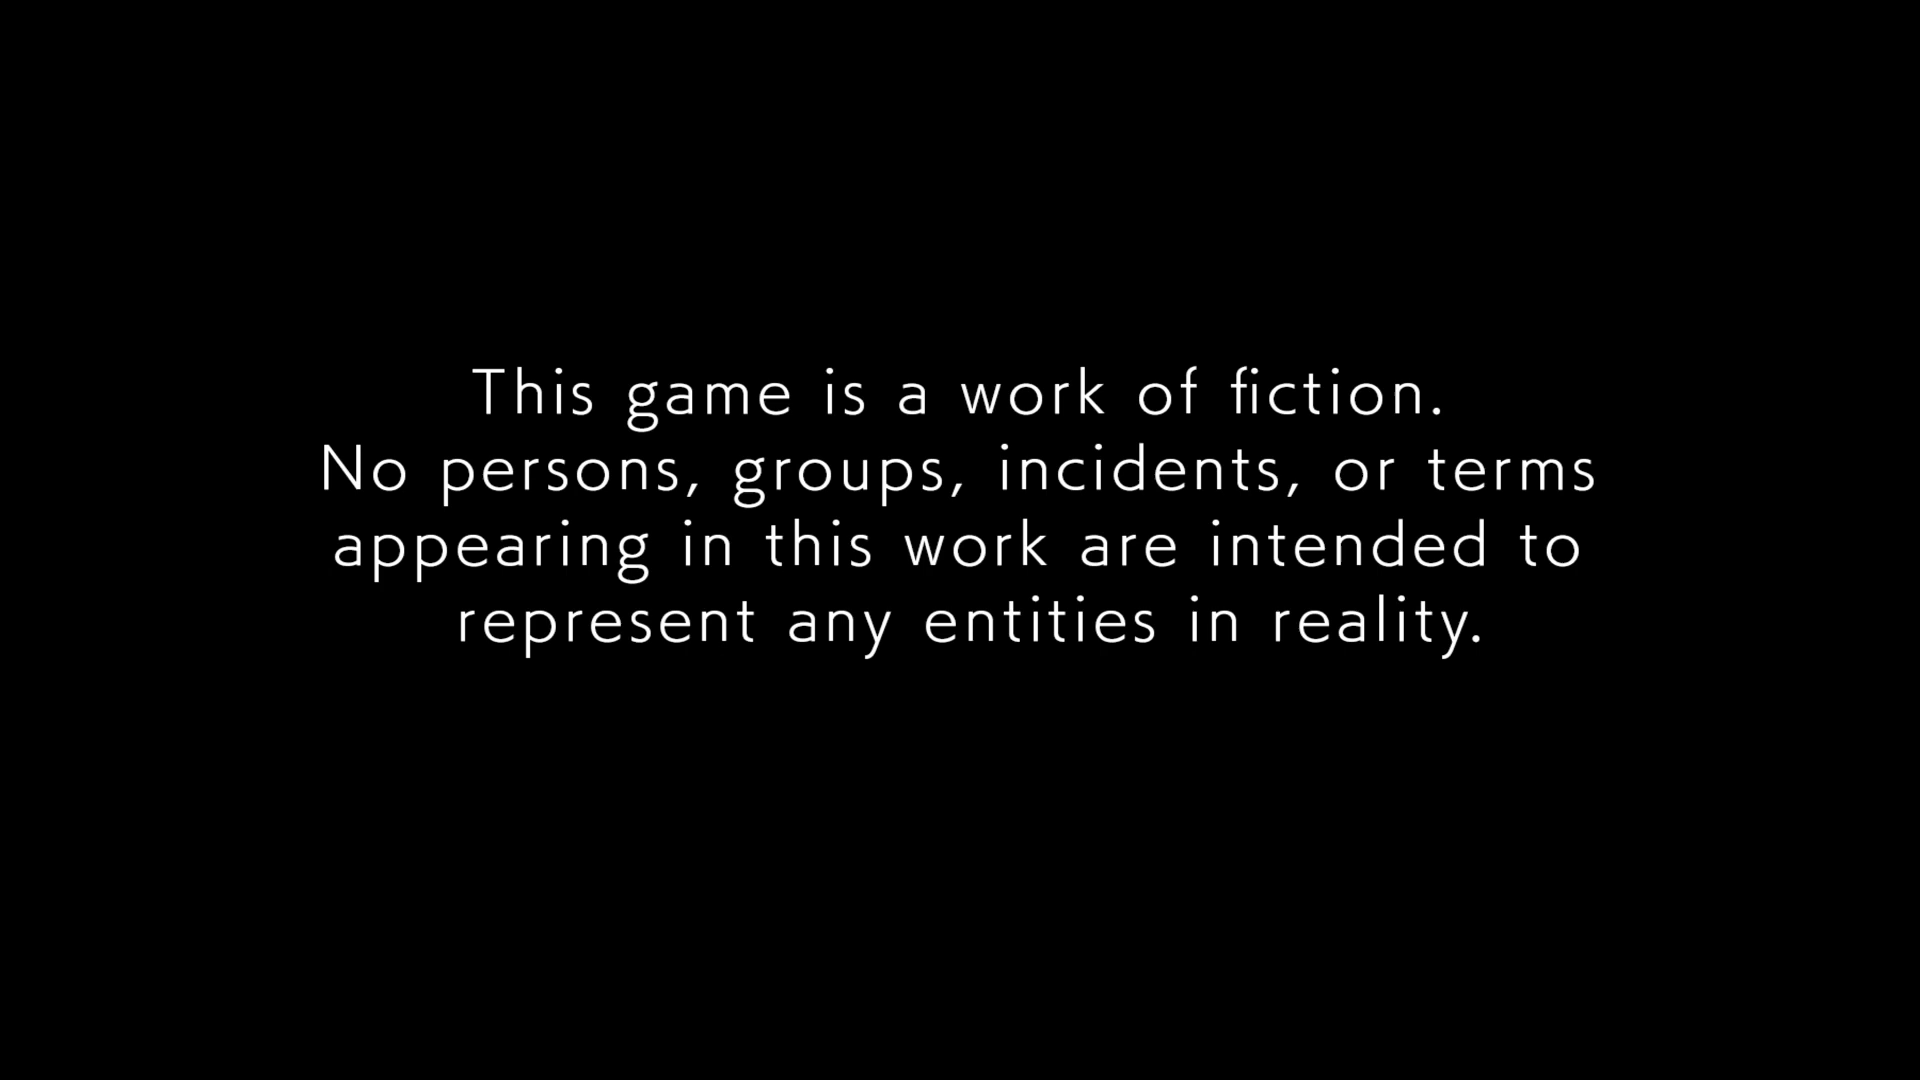 This game is a work of fiction.
No persons, groups, incidents, or terms
appearing in this work are intended to
represent any entities in reality.